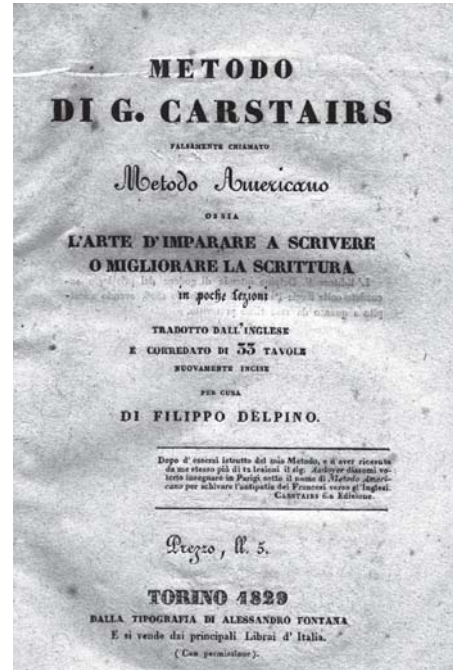 METODO
DI G. CARSTAIRS
FALSAMENTE CHIAMATO
Metodo Americano
OSSIA
L'ARTE D'IMPARARE A SCRIVERE
O MIGLIORARE LA SCRITTURA
in poche lezioni
TRADOTTO DALL'INGLESE
E CORREDATO DI 33 TAVOLE
NUOVAMENTE INCISE
PER CURA
DI FILIPPO DELPINO.
Dopo d'essersi istrutto del mio Metodo, e d'aver ricevuta
da me stesso più di 12 lezioni il sig. Audoyer dissomi vo-
lerlo insegnare in Parigi sotto il nome di Metodo Ameri-
cano per schivare l'antipatia dei Francesi verso gl'Inglesi.
CARSTAIRS 6.a Edizione.
Prezzo, ll. 5.
TORINO 1829
DALLA TIPOGRAFIA DI ALESSANDRO FONTANA
E si vende dai principali Librai d'Italia.
(Con permissione).